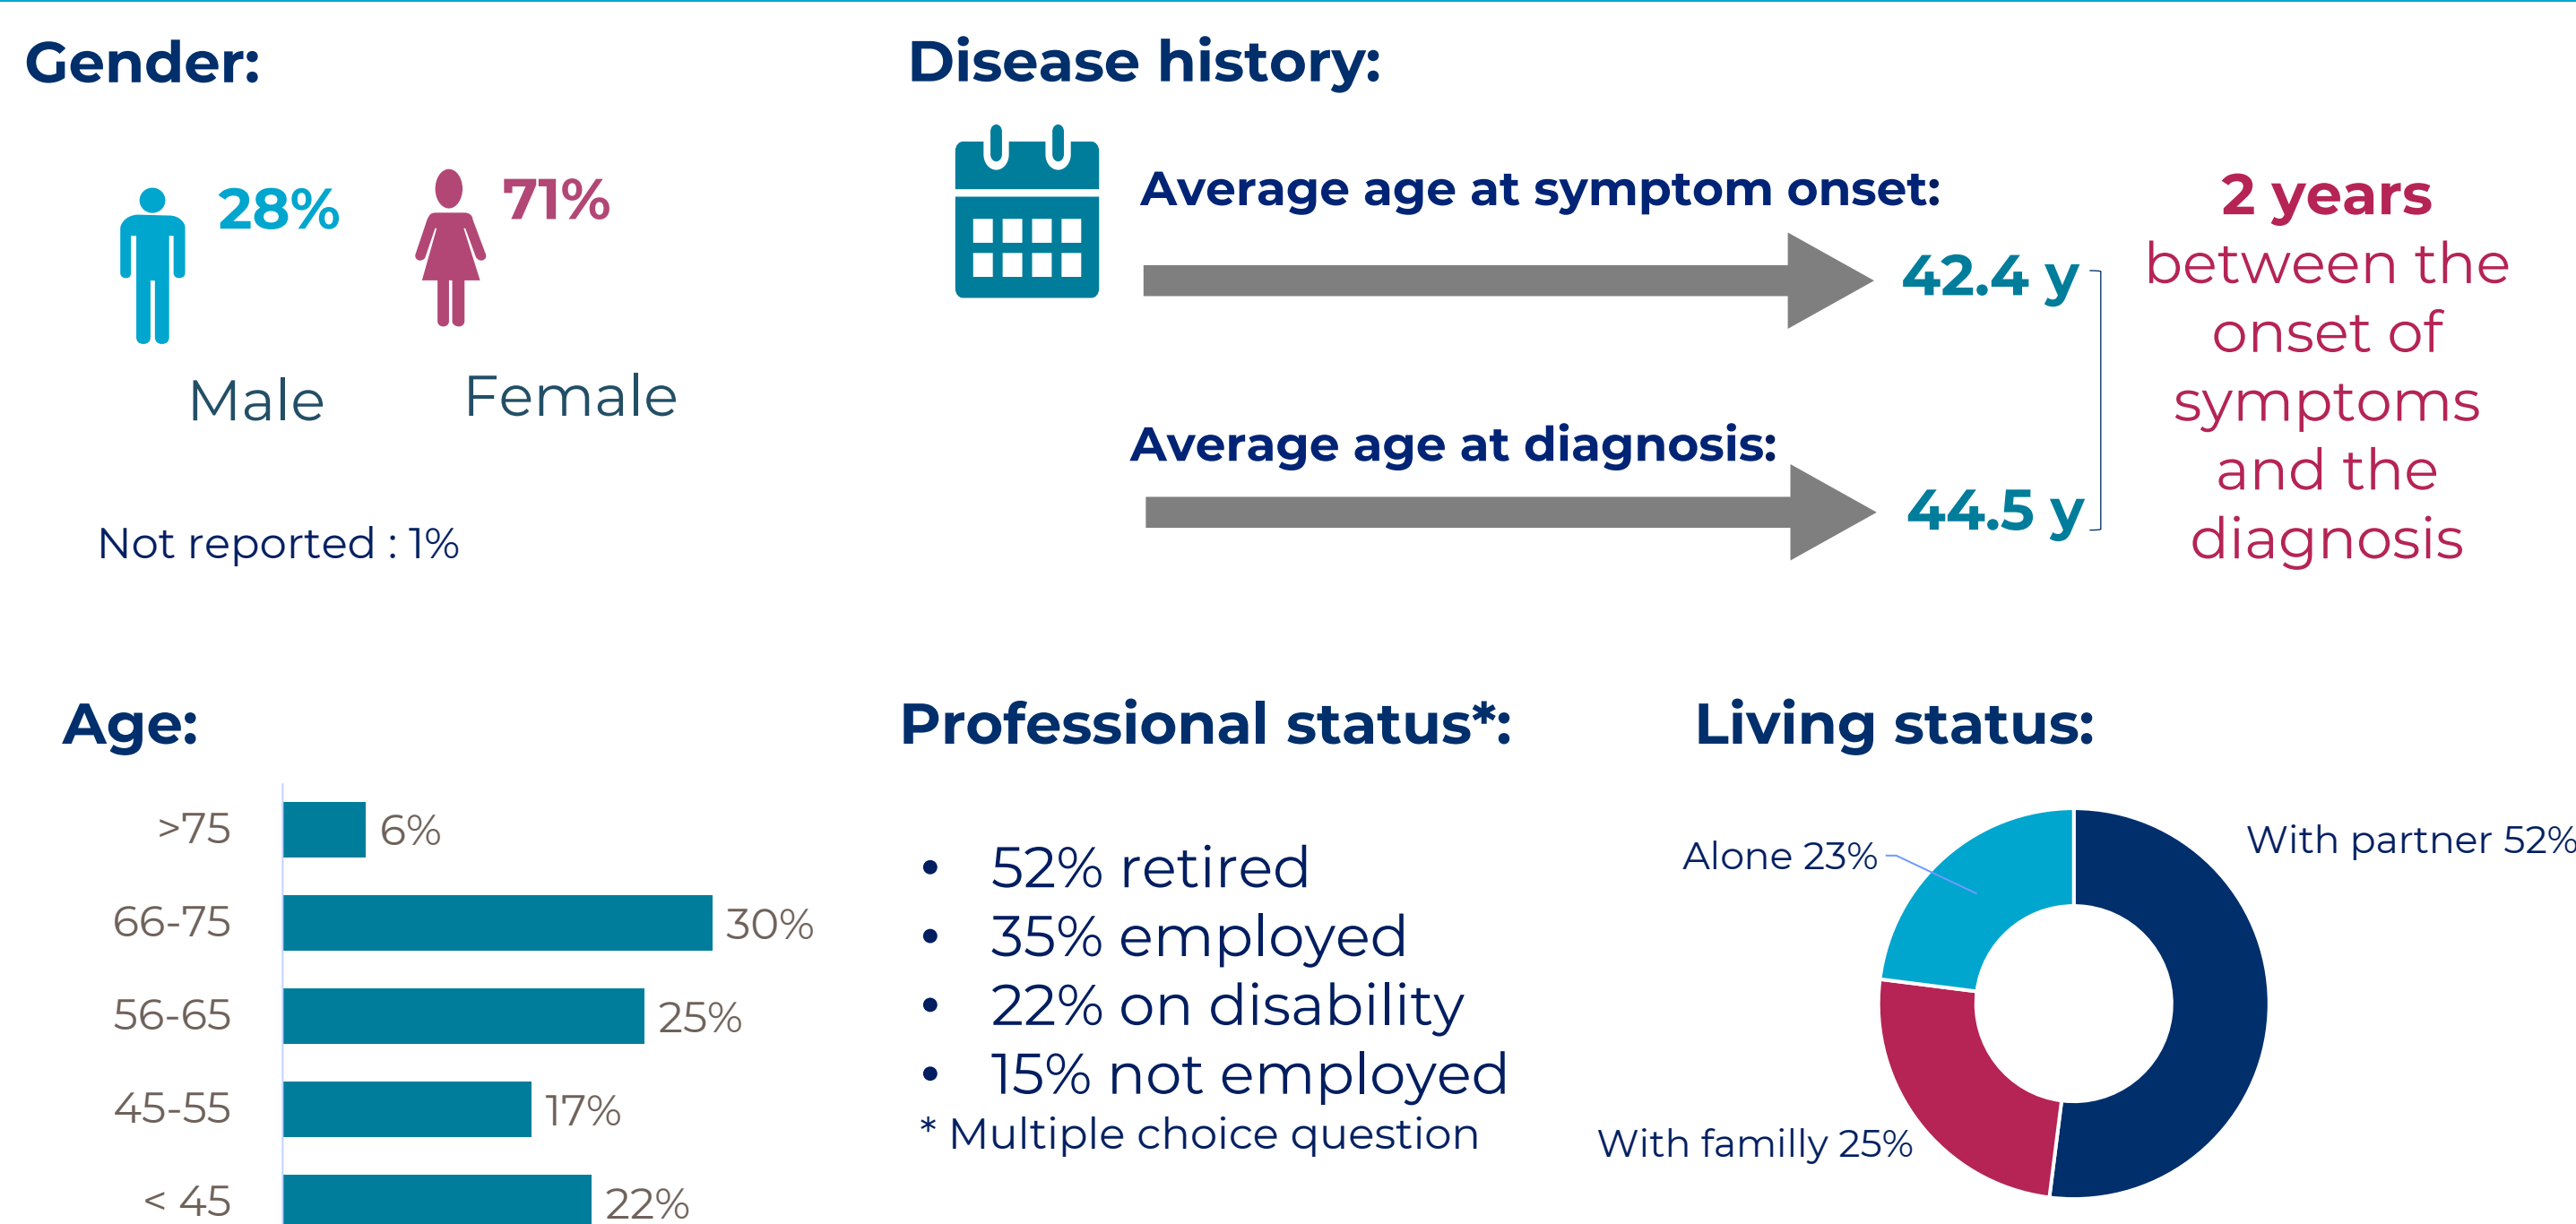 Gender:
28%
71%
Male
Female
Not reported : 1%
Disease history:
Average age at symptom onset:
42.4 y
Average age at diagnosis:
44.5 y
2 years
between the
onset of
symptoms
and the
diagnosis
Age:
>75
6%
66-75
30%
56-65
25%
45-55
17%
< 45
22%
Professional status*:
• 52% retired
• 35% employed
• 22% on disability
• 15% not employed
* Multiple choice question
Living status:
Alone 23%
With partner 52%
With familly 25%